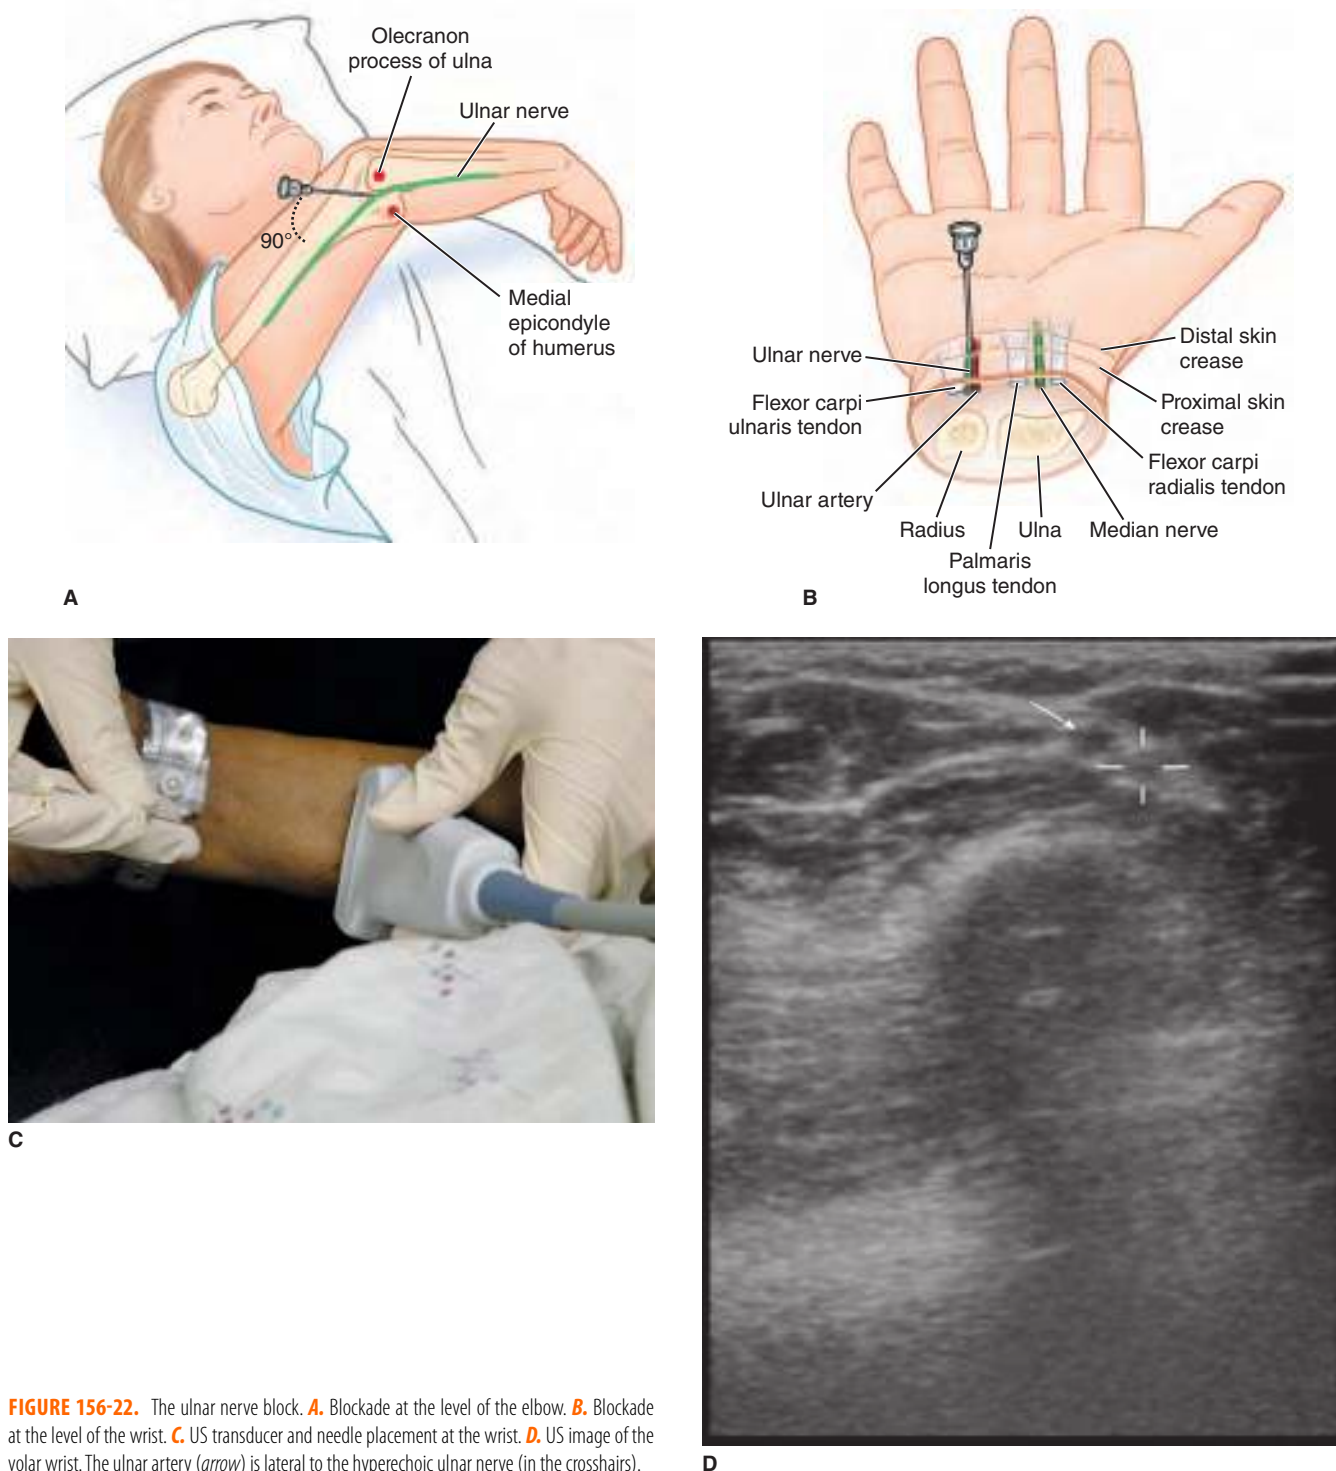 Olecranon
process of ulna
Ulnar nerve
90°
Medial
epicondyle
of humerus
A
Ulnar nerve
Flexor carpi
ulnaris tendon
Ulnar artery
Radius
Palmaris
longus tendon
Ulna
Median nerve
Distal skin
crease
Proximal skin
crease
Flexor carpi
radialis tendon
B
C
D
FIGURE 156-22. The ulnar nerve block. A. Blockade at the level of the elbow. B. Blockade
at the level of the wrist. C. US transducer and needle placement at the wrist. D. US image of the
volar wrist. The ulnar artery (arrow) is lateral to the hyperechoic ulnar nerve (in the crosshairs).